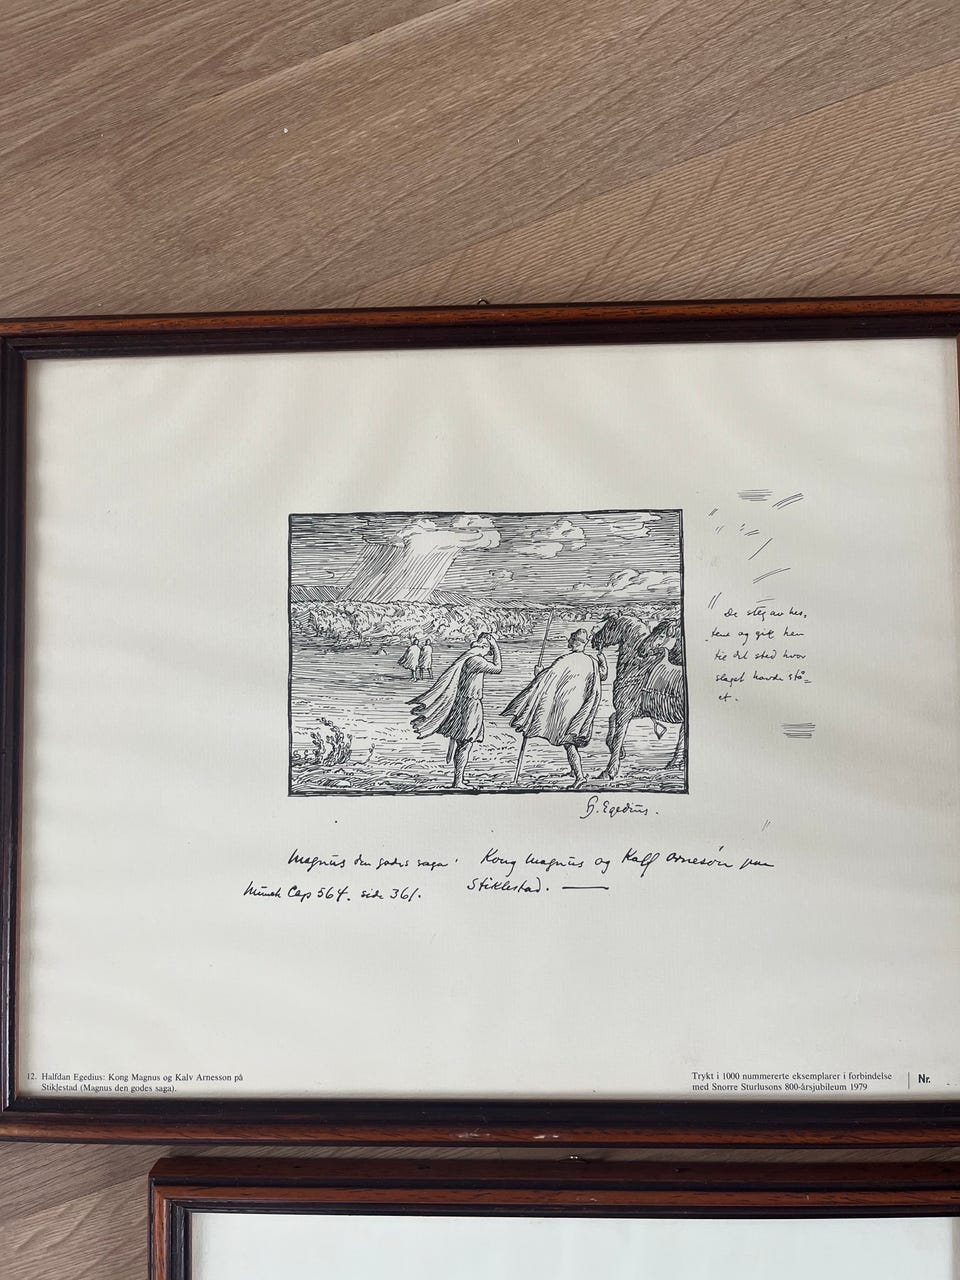 De steg av hes-
tene og gik hen
til det sted hvor
slaget havde stå=
et.
H. Egedius.
Magnus den godes saga. Kong Magnus og Kalf Arnesön paa
Munch Cap 564. side 361. Stiklestad. —
12. Halfdan Egedius: Kong Magnus og Kalv Arnesson på
Stiklestad (Magnus den godes saga).
Trykt i 1000 nummererte eksemplarer i forbindelse
med Snorre Sturlusons 800-årsjubileum 1979
Nr.